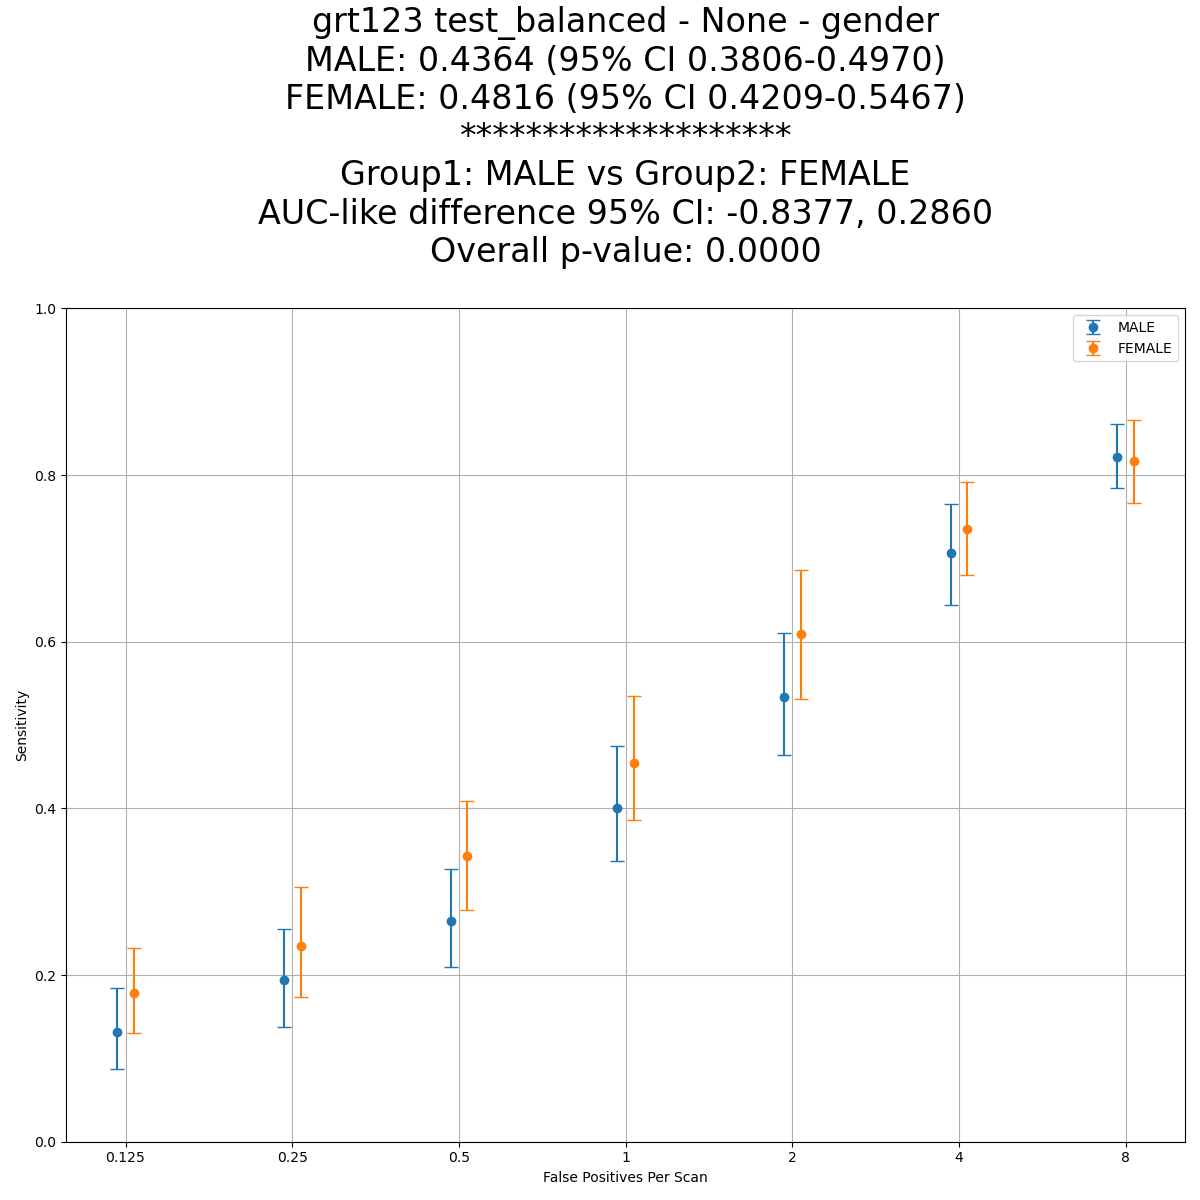 grt123 test_balanced - None - gender
MALE: 0.4364 (95% CI 0.3806-0.4970)
FEMALE: 0.4816 (95% CI 0.4209-0.5467)
********************
Group1: MALE vs Group2: FEMALE
AUC-like difference 95% CI: -0.8377, 0.2860
Overall p-value: 0.0000
MALE
FEMALE
1.0
0.8
0.6
0.4
0.2
0.0
Sensitivity
0.125 0.25 0.5 1 2 4 8
False Positives Per Scan